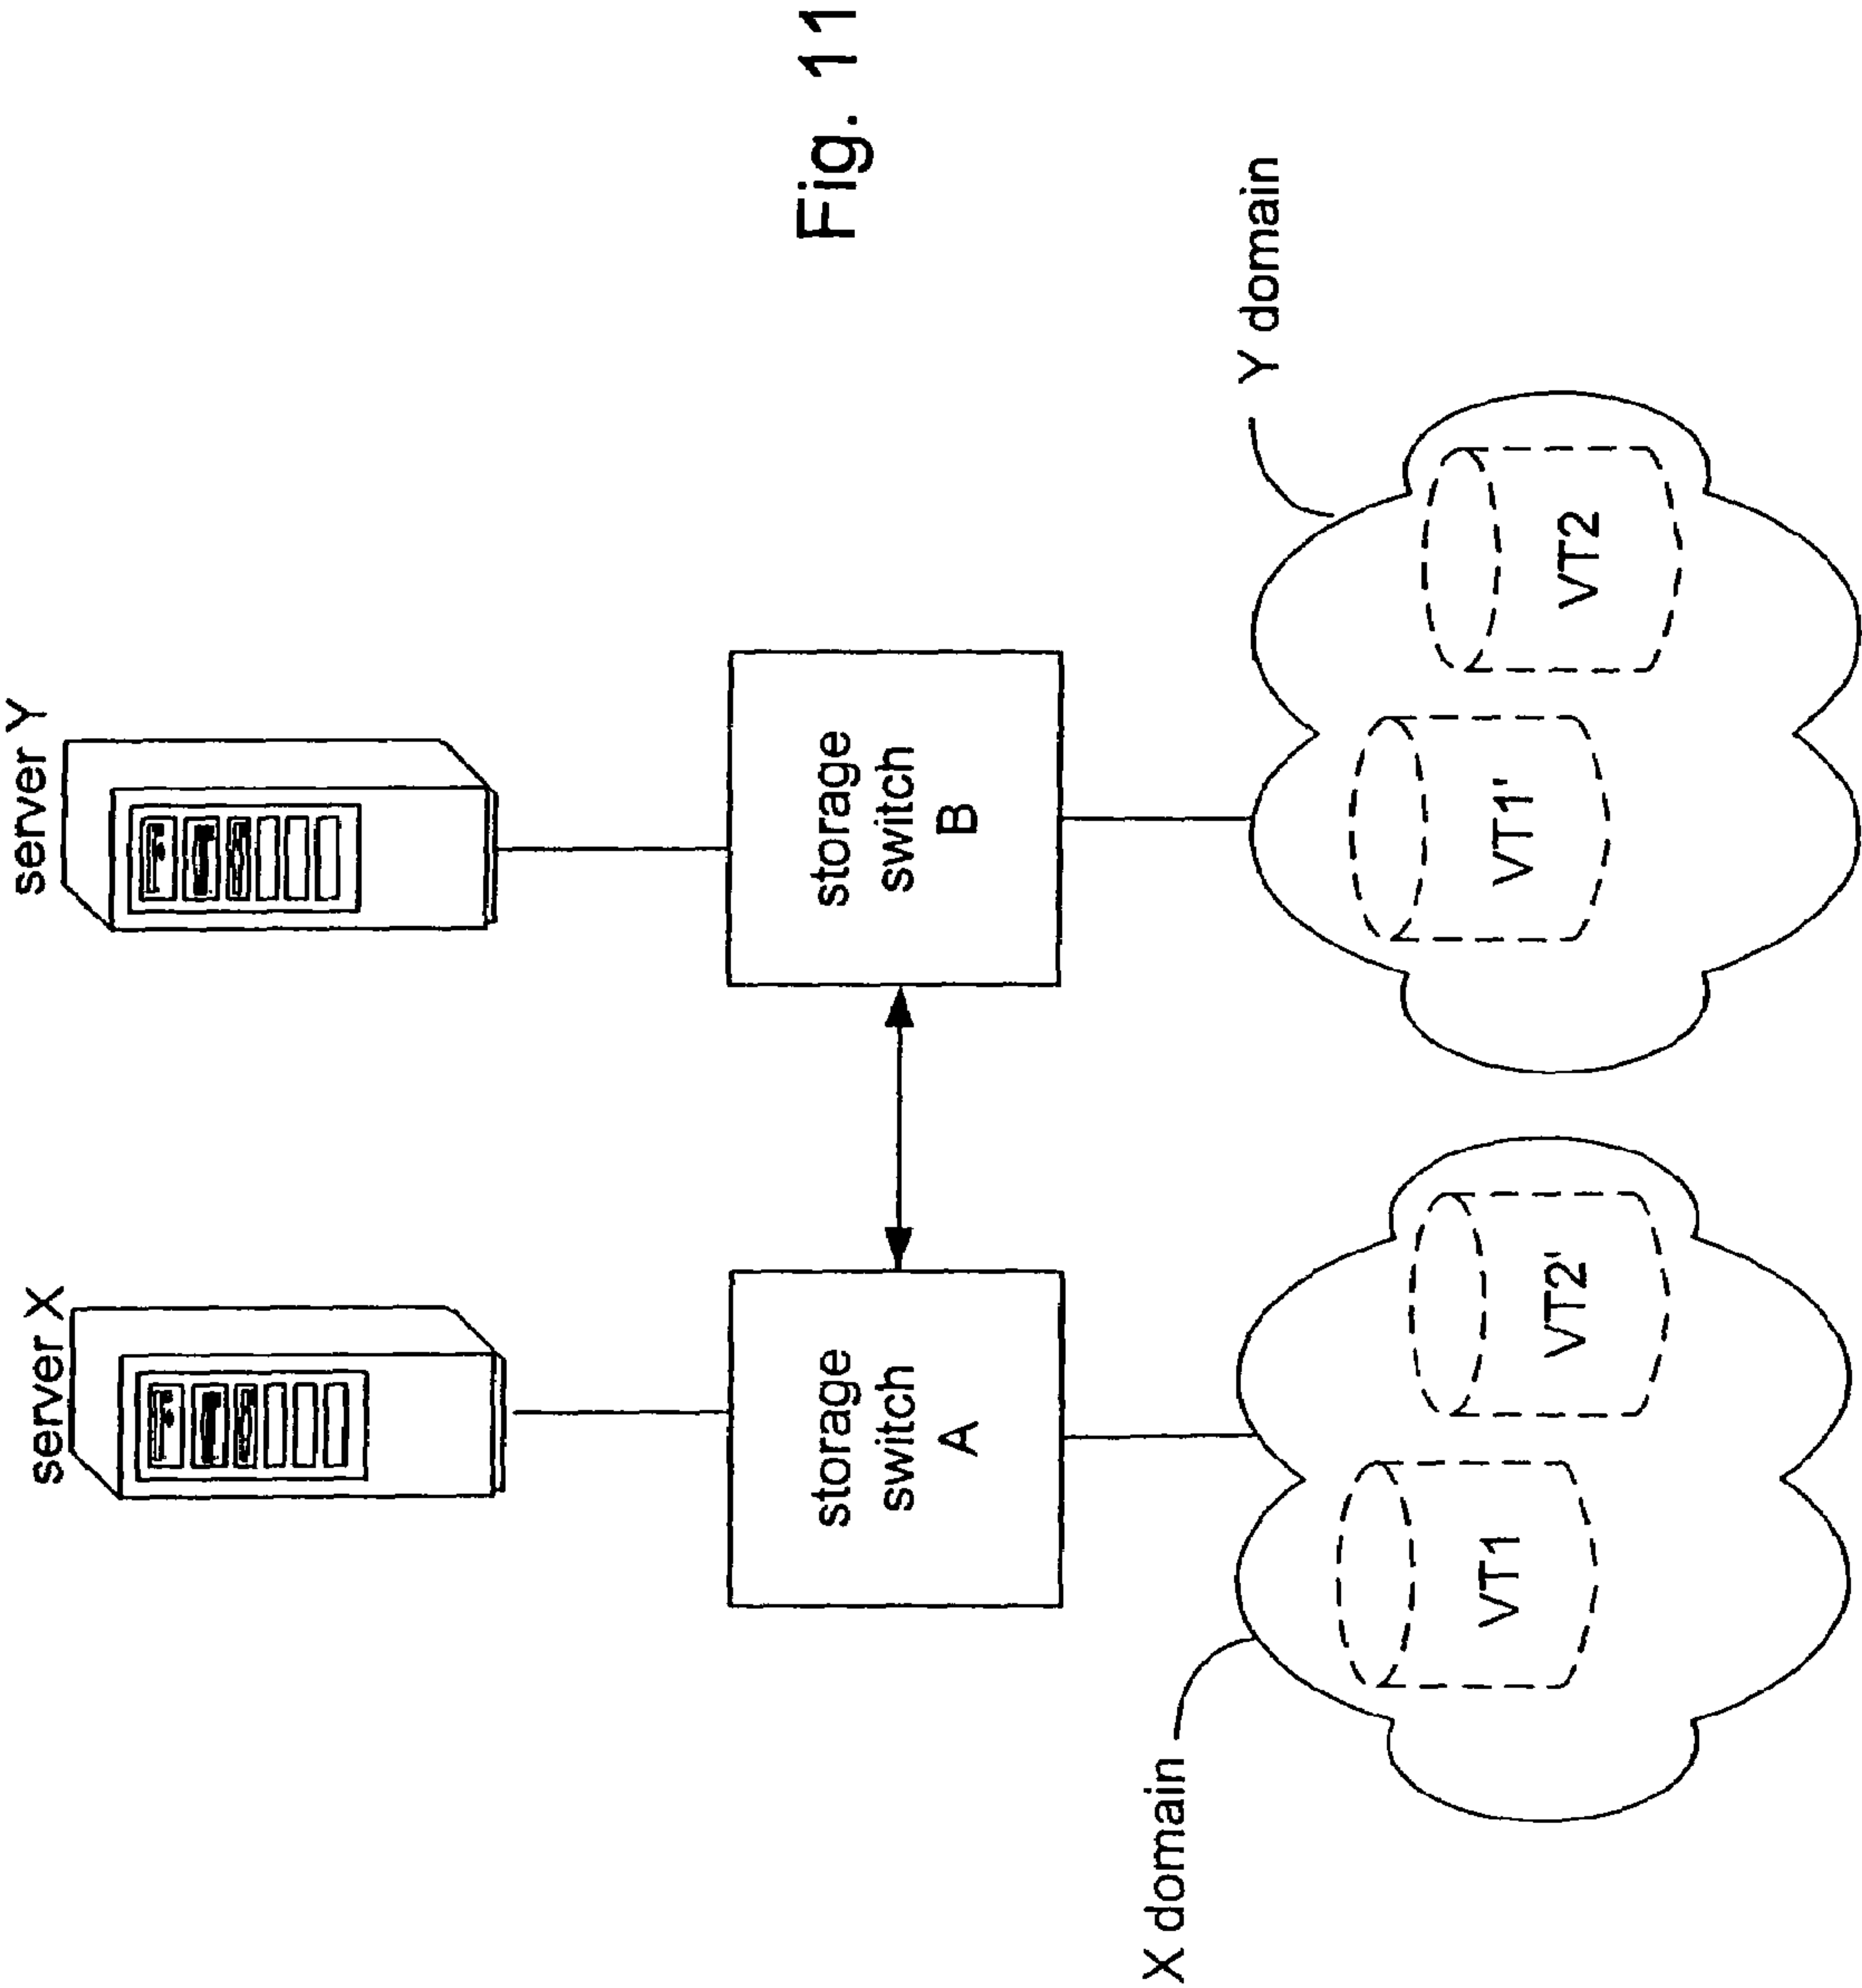 server X
server Y
storage
switch
A
storage
switch
B
X domain
Y domain
VT1
VT2'
VT1'
VT2
Fig. 11